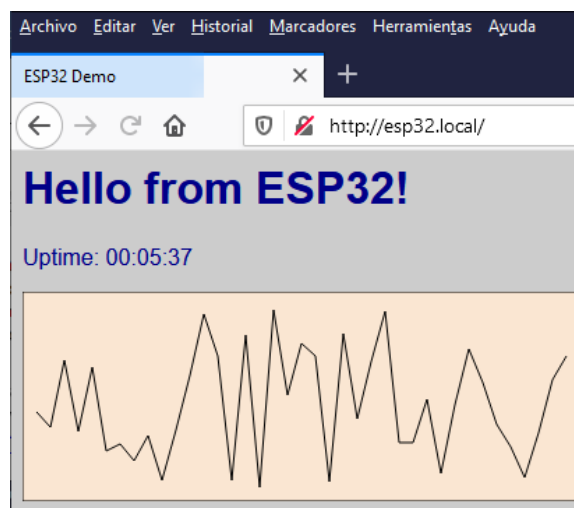 Archivo Editar Ver Historial Marcadores Herramientas Ayuda
ESP32 Demo
http://esp32.local/
Hello from ESP32!
Uptime: 00:05:37